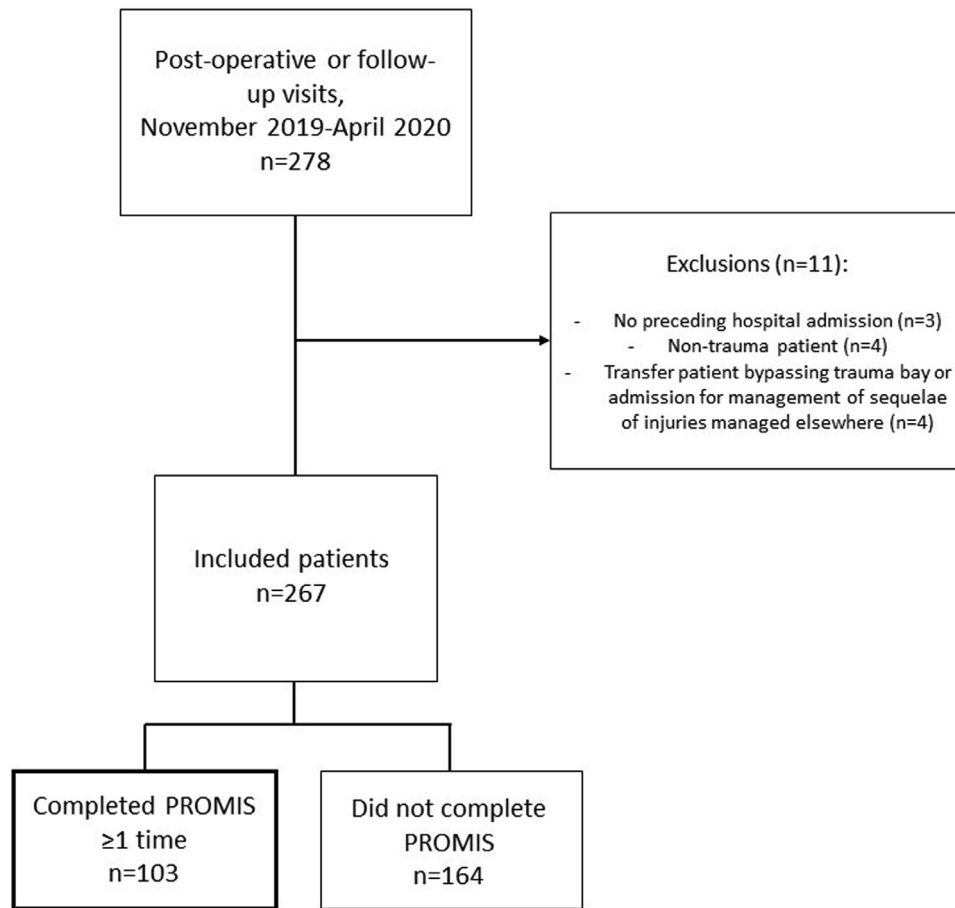 Post-operative or follow-
up visits,
November 2019-April 2020
n=278
Exclusions (n=11):
- No preceding hospital admission (n=3)
- Non-trauma patient (n=4)
- Transfer patient bypassing trauma bay or
admission for management of sequelae
of injuries managed elsewhere (n=4)
Included patients
n=267
Completed PROMIS
≥1 time
n=103
Did not complete
PROMIS
n=164